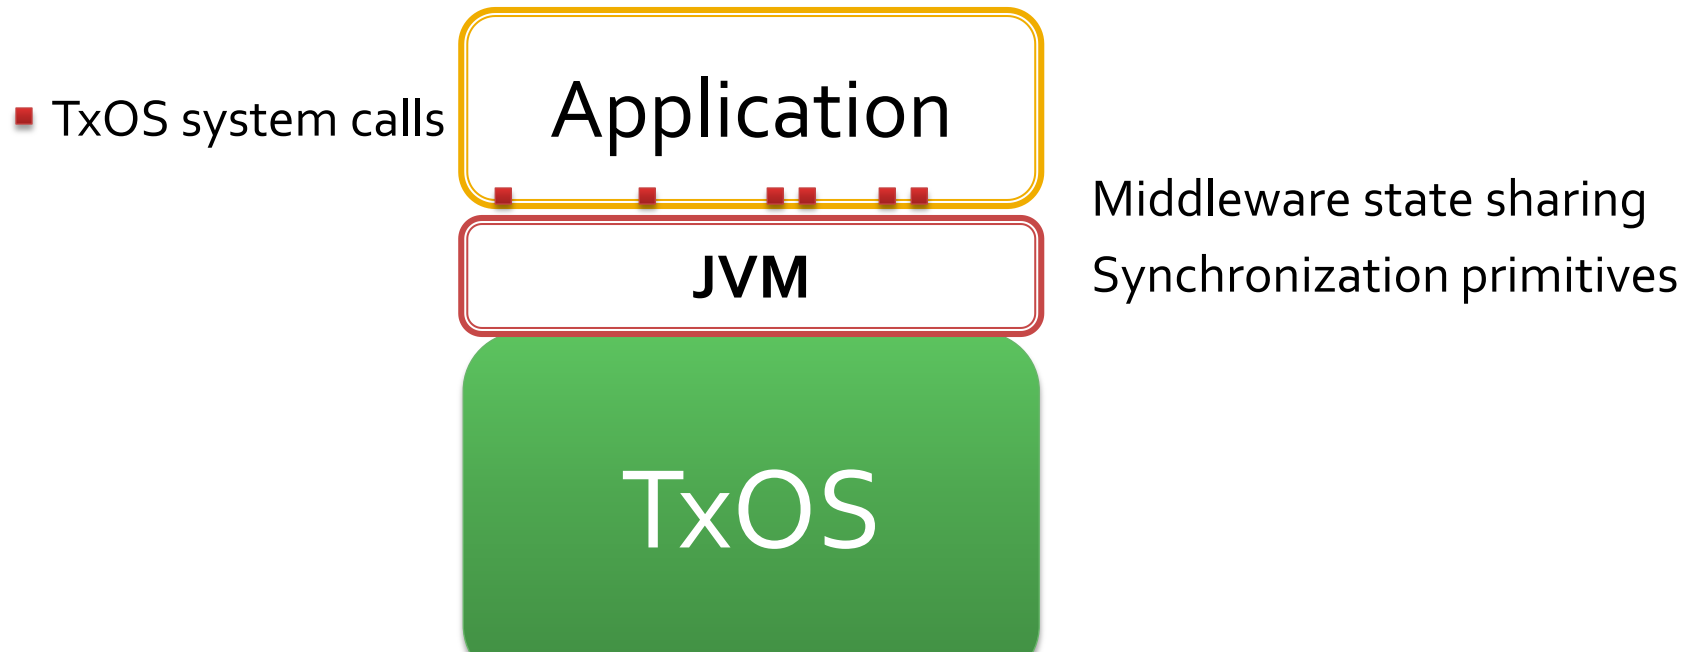 TxOS system calls
Application
Middleware state sharing
JVM
Synchronization primitives
TxOS